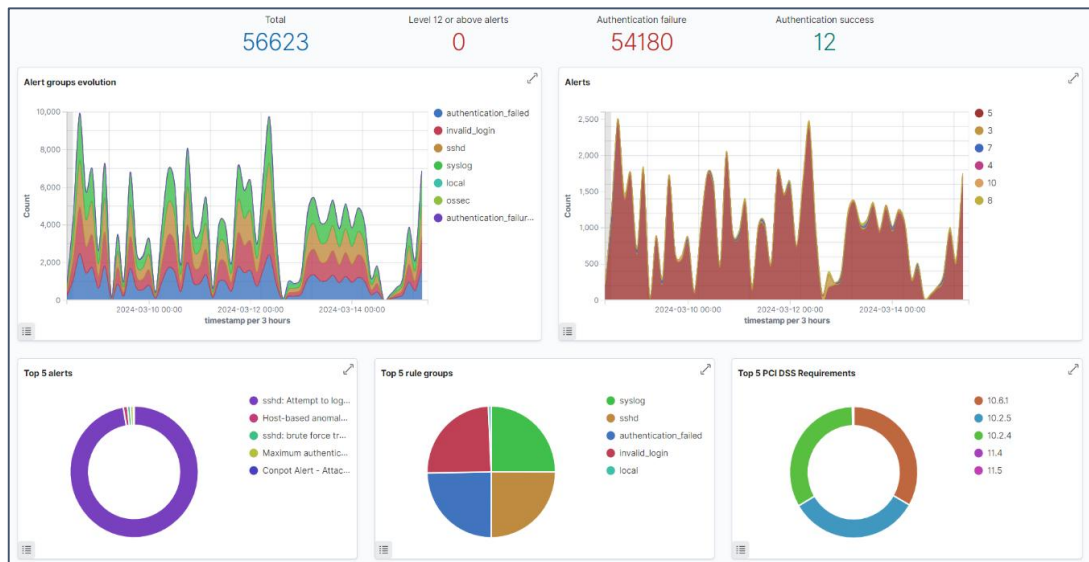 Total
56623
Level 12 or above alerts
0
Authentication failure
54180
Authentication success
12
Alert groups evolution
10,000
8,000
6,000
4,000
2,000
0
Count
2024-03-10 00:00
2024-03-12 00:00
2024-03-14 00:00
timestamp per 3 hours
authentication_failed
invalid_login
sshd
syslog
local
ossec
authentication_failur...
Alerts
2,500
2,000
1,500
1,000
500
0
Count
2024-03-10 00:00
2024-03-12 00:00
2024-03-14 00:00
timestamp per 3 hours
5
3
7
4
10
8
Top 5 alerts
sshd: Attempt to log...
Host-based anomal...
sshd: brute force tr...
Maximum authentic...
Conpot Alert - Attac...
Top 5 rule groups
syslog
sshd
authentication_failed
invalid_login
local
Top 5 PCI DSS Requirements
10.6.1
10.2.5
10.2.4
11.4
11.5